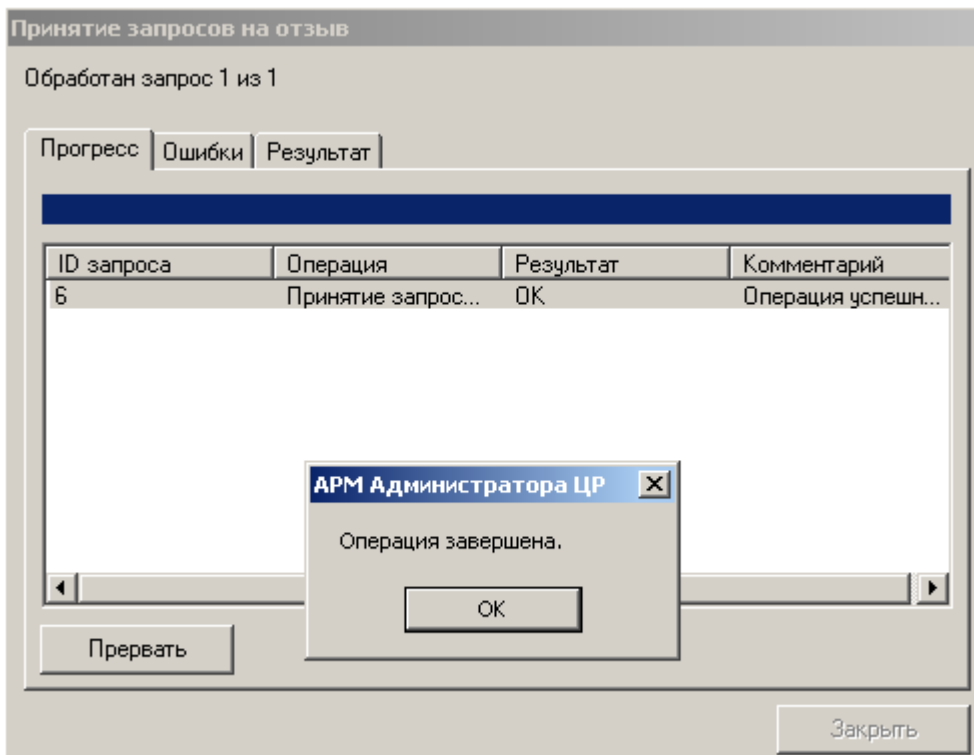 Принятие запросов на отзыв
Обработан запрос 1 из 1
Прогресс Ошибки Результат
ID запроса Операция Результат Комментарий
6 Принятие запрос... OK Операция успешн...
АРМ Администратора ЦР
Операция завершена.
OK
Прервать
Закрыть